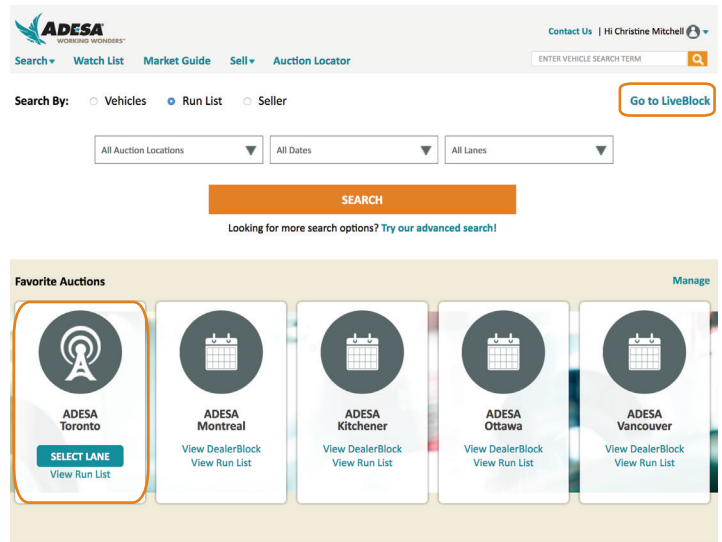 ADESA
WORKING WONDERS™
Contact Us | Hi Christine Mitchell
Search Watch List Market Guide Sell Auction Locator
ENTER VEHICLE SEARCH TERM
Search By: Vehicles Run List Seller
Go to LiveBlock
All Auction Locations All Dates All Lanes
SEARCH
Looking for more search options? Try our advanced search!
Favorite Auctions Manage
ADESA
Toronto
SELECT LANE
View Run List
ADESA
Montreal
View DealerBlock
View Run List
ADESA
Kitchener
View DealerBlock
View Run List
ADESA
Ottawa
View DealerBlock
View Run List
ADESA
Vancouver
View DealerBlock
View Run List